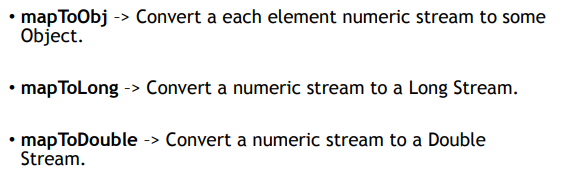 • mapToObj -> Convert a each element numeric stream to some
Object.
• mapToLong -> Convert a numeric stream to a Long Stream.
• mapToDouble -> Convert a numeric stream to a Double
Stream.